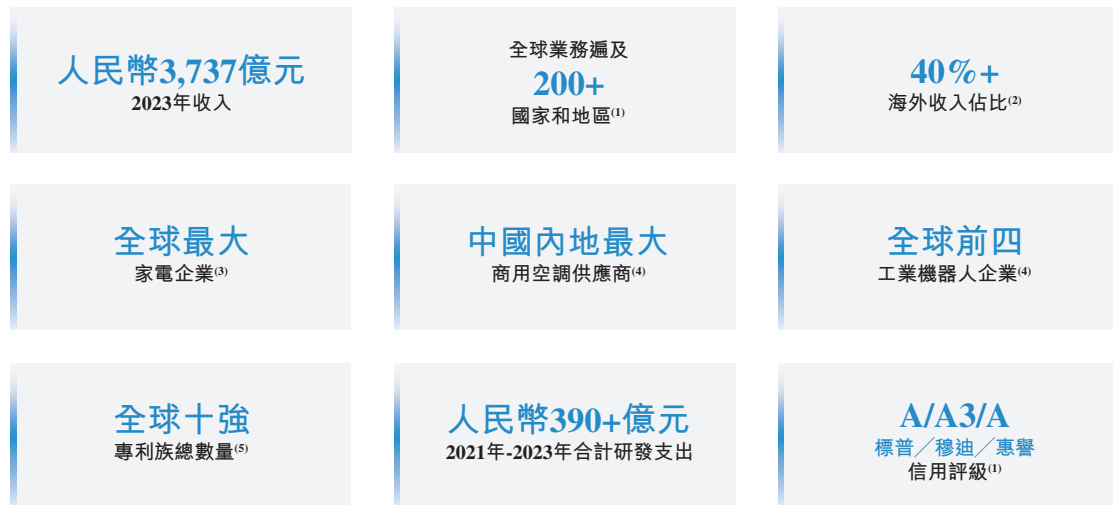 人民幣3,737億元
2023年收入
全球業務遍及
200+
國家和地區(1)
40%+
海外收入佔比(2)
全球最大
家電企業(3)
中國內地最大
商用空調供應商(4)
全球前四
工業機器人企業(4)
全球十強
專利族總數量(5)
人民幣390+億元
2021年-2023年合計研發支出
A/A3/A
標普／穆迪／惠譽
信用評級(1)